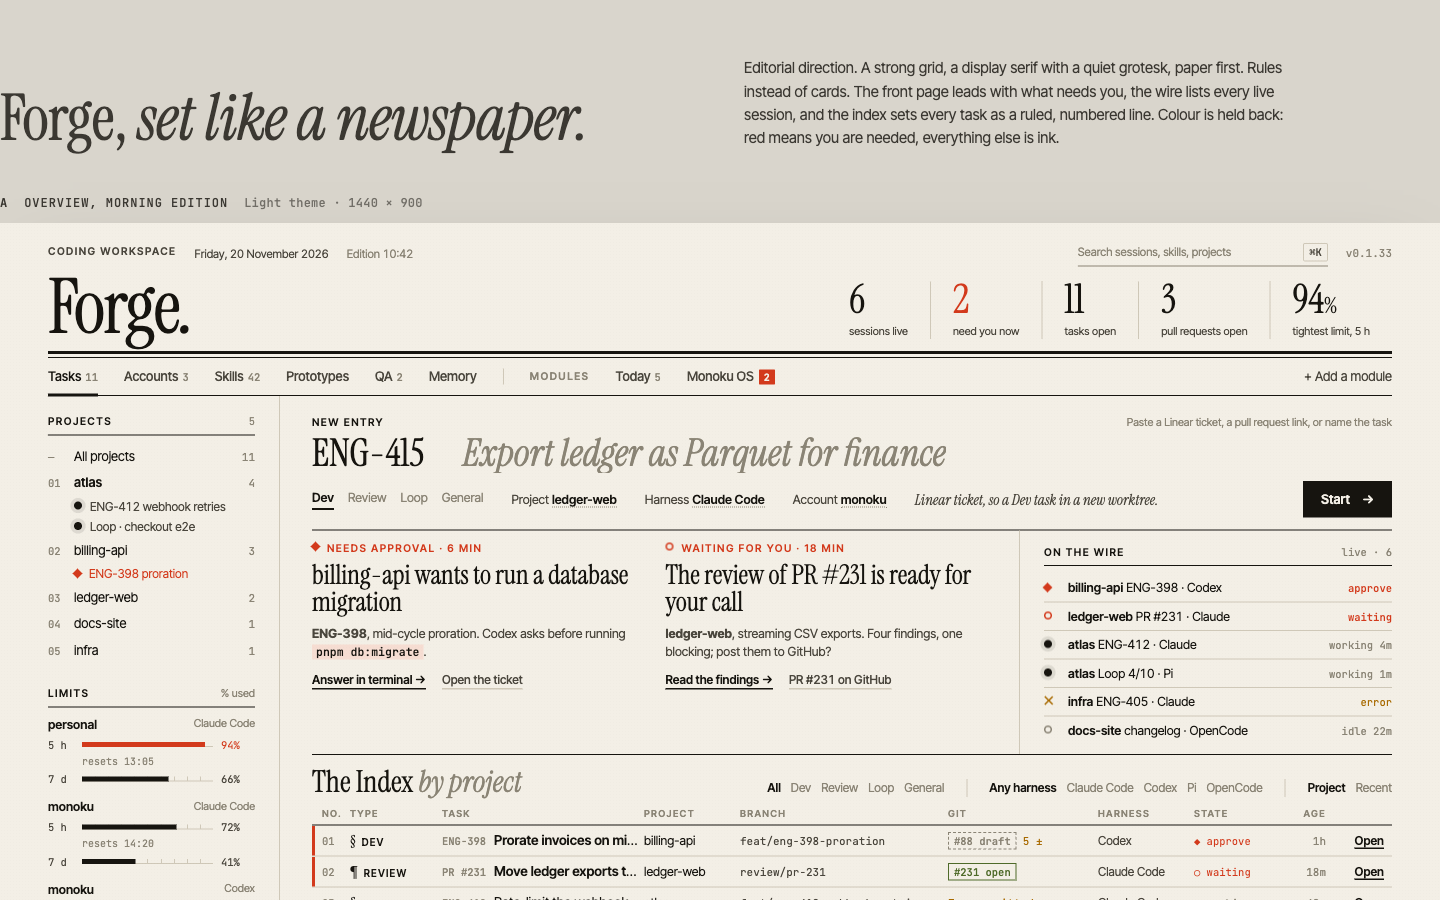 Forge, set like a newspaper.
Editorial direction. A strong grid, a display serif with a quiet grotesk, paper first. Rules
instead of cards. The front page leads with what needs you, the wire lists every live
session, and the index sets every task as a ruled, numbered line. Colour is held back:
red means you are needed, everything else is ink.
A OVERVIEW, MORNING EDITION Light theme · 1440 × 900
CODING WORKSPACE Friday, 20 November 2026 Edition 10:42
Search sessions, skills, projects ⌘K v0.1.33
Forge.
6 2 11 3 94%
sessions live need you now tasks open pull requests open tightest limit, 5 h
Tasks 11 Accounts 3 Skills 42 Prototypes QA 2 Memory MODULES Today 5 Monoku OS 2 + Add a module
PROJECTS 5
– All projects 11
01 atlas 4
ENG-412 webhook retries
Loop · checkout e2e
02 billing-api 3
ENG-398 proration
03 ledger-web 2
04 docs-site 1
05 infra 1
LIMITS % used
personal Claude Code
5 h 94%
resets 13:05
7 d 66%
monoku Claude Code
5 h 72%
resets 14:20
7 d 41%
monoku Codex
NEW ENTRY Paste a Linear ticket, a pull request link, or name the task
ENG-415 Export ledger as Parquet for finance
Dev Review Loop General Project ledger-web Harness Claude Code Account monoku Linear ticket, so a Dev task in a new worktree. Start →
◆ NEEDS APPROVAL · 6 MIN
billing-api wants to run a database
migration
ENG-398, mid-cycle proration. Codex asks before running
pnpm db:migrate.
Answer in terminal → Open the ticket
WAITING FOR YOU · 18 MIN
The review of PR #231 is ready for
your call
ledger-web, streaming CSV exports. Four findings, one
blocking; post them to GitHub?
Read the findings → PR #231 on GitHub
ON THE WIRE live · 6
billing-api ENG-398 · Codex approve
ledger-web PR #231 · Claude waiting
atlas ENG-412 · Claude working 4m
atlas Loop 4/10 · Pi working 1m
infra ENG-405 · Claude error
docs-site changelog · OpenCode idle 22m
The Index by project
All Dev Review Loop General Any harness Claude Code Codex Pi OpenCode Project Recent
NO. TYPE TASK PROJECT BRANCH GIT HARNESS STATE AGE
01 § DEV ENG-398 Prorate invoices on mi... billing-api feat/eng-398-proration #88 draft 5 ± Codex ◆ approve 1h Open
02 ¶ REVIEW PR #231 Move ledger exports t... ledger-web review/pr-231 #231 open Claude Code ○ waiting 18m Open